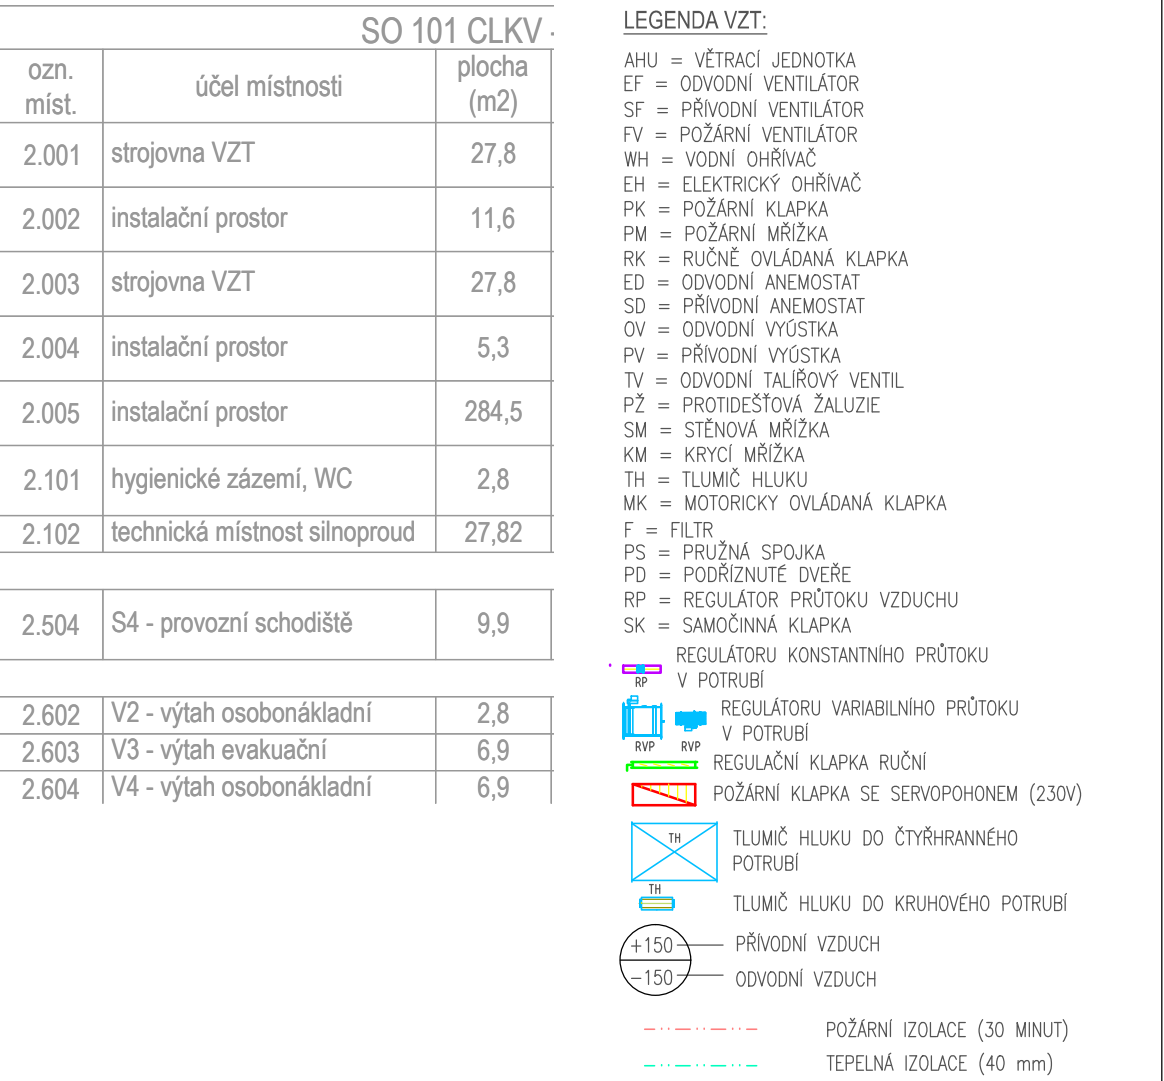 SO 101 CLKV -
ozn. míst. účel místnosti plocha (m2)
2.001 strojovna VZT 27,8
2.002 instalační prostor 11,6
2.003 strojovna VZT 27,8
2.004 instalační prostor 5,3
2.005 instalační prostor 284,5
2.101 hygienické zázemí, WC 2,8
2.102 technická místnost silnoproud 27,82
2.504 S4 - provozní schodiště 9,9
2.602 V2 - výtah osobonákladní 2,8
2.603 V3 - výtah evakuační 6,9
2.604 V4 - výtah osobonákladní 6,9
LEGENDA VZT:
AHU = VĚTRACÍ JEDNOTKA
EF = ODVODNÍ VENTILÁTOR
SF = PŘÍVODNÍ VENTILÁTOR
FV = POŽÁRNÍ VENTILÁTOR
WH = VODNÍ OHŘÍVAČ
EH = ELEKTRICKÝ OHŘÍVAČ
PK = POŽÁRNÍ KLAPKA
PM = POŽÁRNÍ MŘÍŽKA
RK = RUČNĚ OVLÁDANÁ KLAPKA
ED = ODVODNÍ ANEMOSTAT
SD = PŘÍVODNÍ ANEMOSTAT
OV = ODVODNÍ VYÚSTKA
PV = PŘÍVODNÍ VYÚSTKA
TV = ODVODNÍ TALÍŘOVÝ VENTIL
PŽ = PROTIDEŠŤOVÁ ŽALUZIE
SM = STĚNOVÁ MŘÍŽKA
KM = KRYCÍ MŘÍŽKA
TH = TLUMIČ HLUKU
MK = MOTORICKY OVLÁDANÁ KLAPKA
F = FILTR
PS = PRUŽNÁ SPOJKA
PD = PODŘÍZNUTÉ DVEŘE
RP = REGULÁTOR PRŮTOKU VZDUCHU
SK = SAMOČINNÁ KLAPKA
REGULÁTORU KONSTANTNÍHO PRŮTOKU
RP V POTRUBÍ
REGULÁTORU VARIABILNÍHO PRŮTOKU
V POTRUBÍ
RVP RVP
REGULAČNÍ KLAPKA RUČNÍ
POŽÁRNÍ KLAPKA SE SERVOPOHONEM (230V)
TH TLUMIČ HLUKU DO ČTYŘHRANNÉHO
POTRUBÍ
TH
TLUMIČ HLUKU DO KRUHOVÉHO POTRUBÍ
+150 PŘÍVODNÍ VZDUCH
-150 ODVODNÍ VZDUCH
POŽÁRNÍ IZOLACE (30 MINUT)
TEPELNÁ IZOLACE (40 mm)